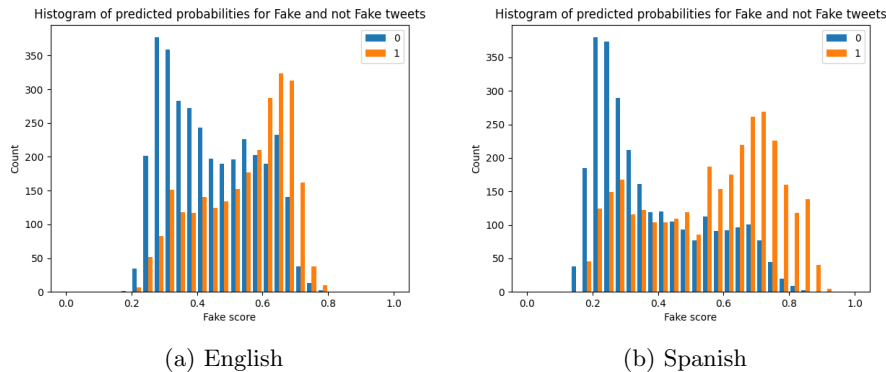 Histogram of predicted probabilities for Fake and not Fake tweets
0
1
350
300
250
200
150
100
50
0
Count
0.0 0.2 0.4 0.6 0.8 1.0
Fake score
(a) English
Histogram of predicted probabilities for Fake and not Fake tweets
0
1
350
300
250
200
150
100
50
0
Count
0.0 0.2 0.4 0.6 0.8 1.0
Fake score
(b) Spanish